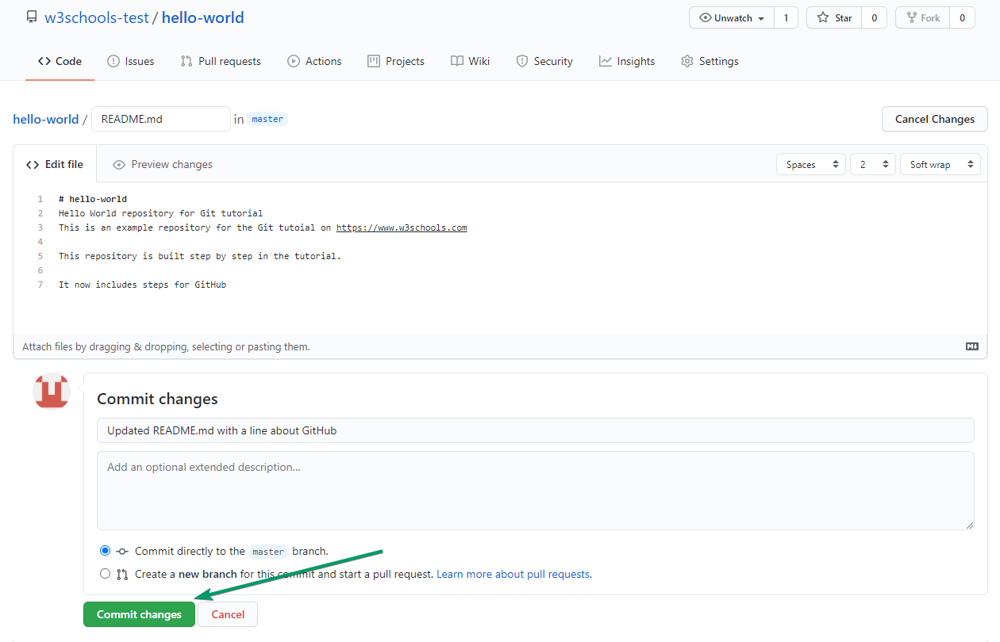 w3schools-test / hello-world
Unwatch 1 Star 0 Fork 0
Code Issues Pull requests Actions Projects Wiki Security Insights Settings
hello-world / README.md in master Cancel Changes
Edit file Preview changes Spaces 2 Soft wrap
1 # hello-world
2 Hello World repository for Git tutorial
3 This is an example repository for the Git tutoial on https://www.w3schools.com
4
5 This repository is built step by step in the tutorial.
6
7 It now includes steps for GitHub
Attach files by dragging & dropping, selecting or pasting them.
Commit changes
Updated README.md with a line about GitHub
Add an optional extended description...
Commit directly to the master branch.
Create a new branch for this commit and start a pull request. Learn more about pull requests.
Commit changes Cancel